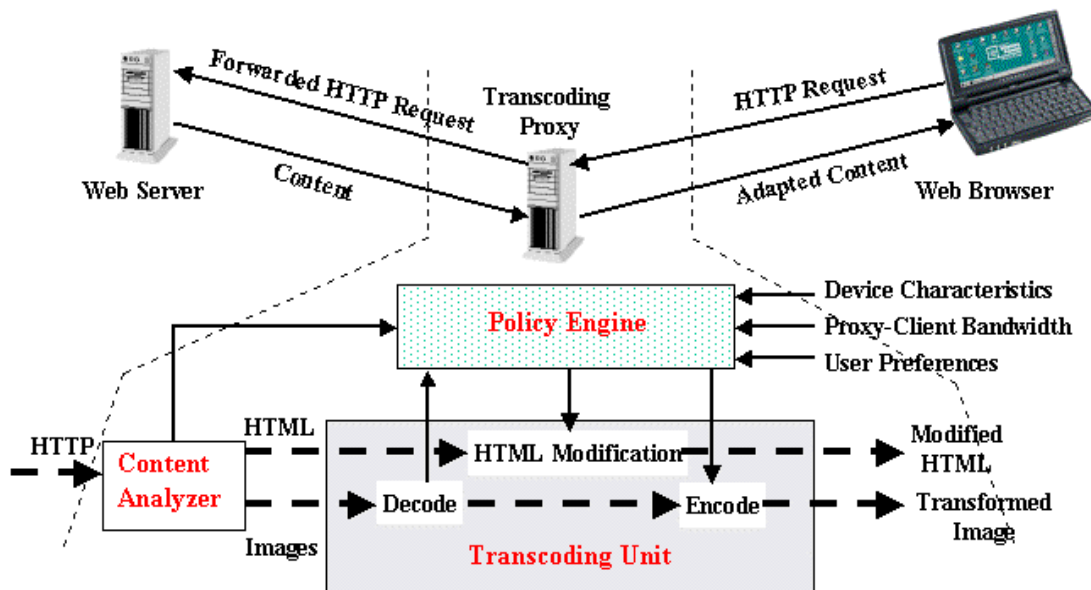 Forwarded HTTP Request
Transcoding
Proxy
HTTP Request
Web Server
Content
Adapted Content
Web Browser
Policy Engine
Device Characteristics
Proxy-Client Bandwidth
User Preferences
HTTP
Content
Analyzer
HTML
HTML Modification
Modified
HTML
Images
Decode
Encode
Transformed
Image
Transcoding Unit